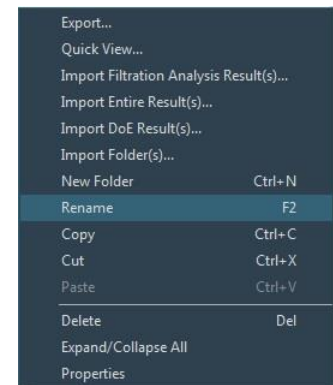 Export...
Quick View...
Import Filtration Analysis Result(s)...
Import Entire Result(s)...
Import DoE Result(s)...
Import Folder(s)...
New Folder Ctrl+N
Rename F2
Copy Ctrl+C
Cut Ctrl+X
Paste Ctrl+V
Delete Del
Expand/Collapse All
Properties